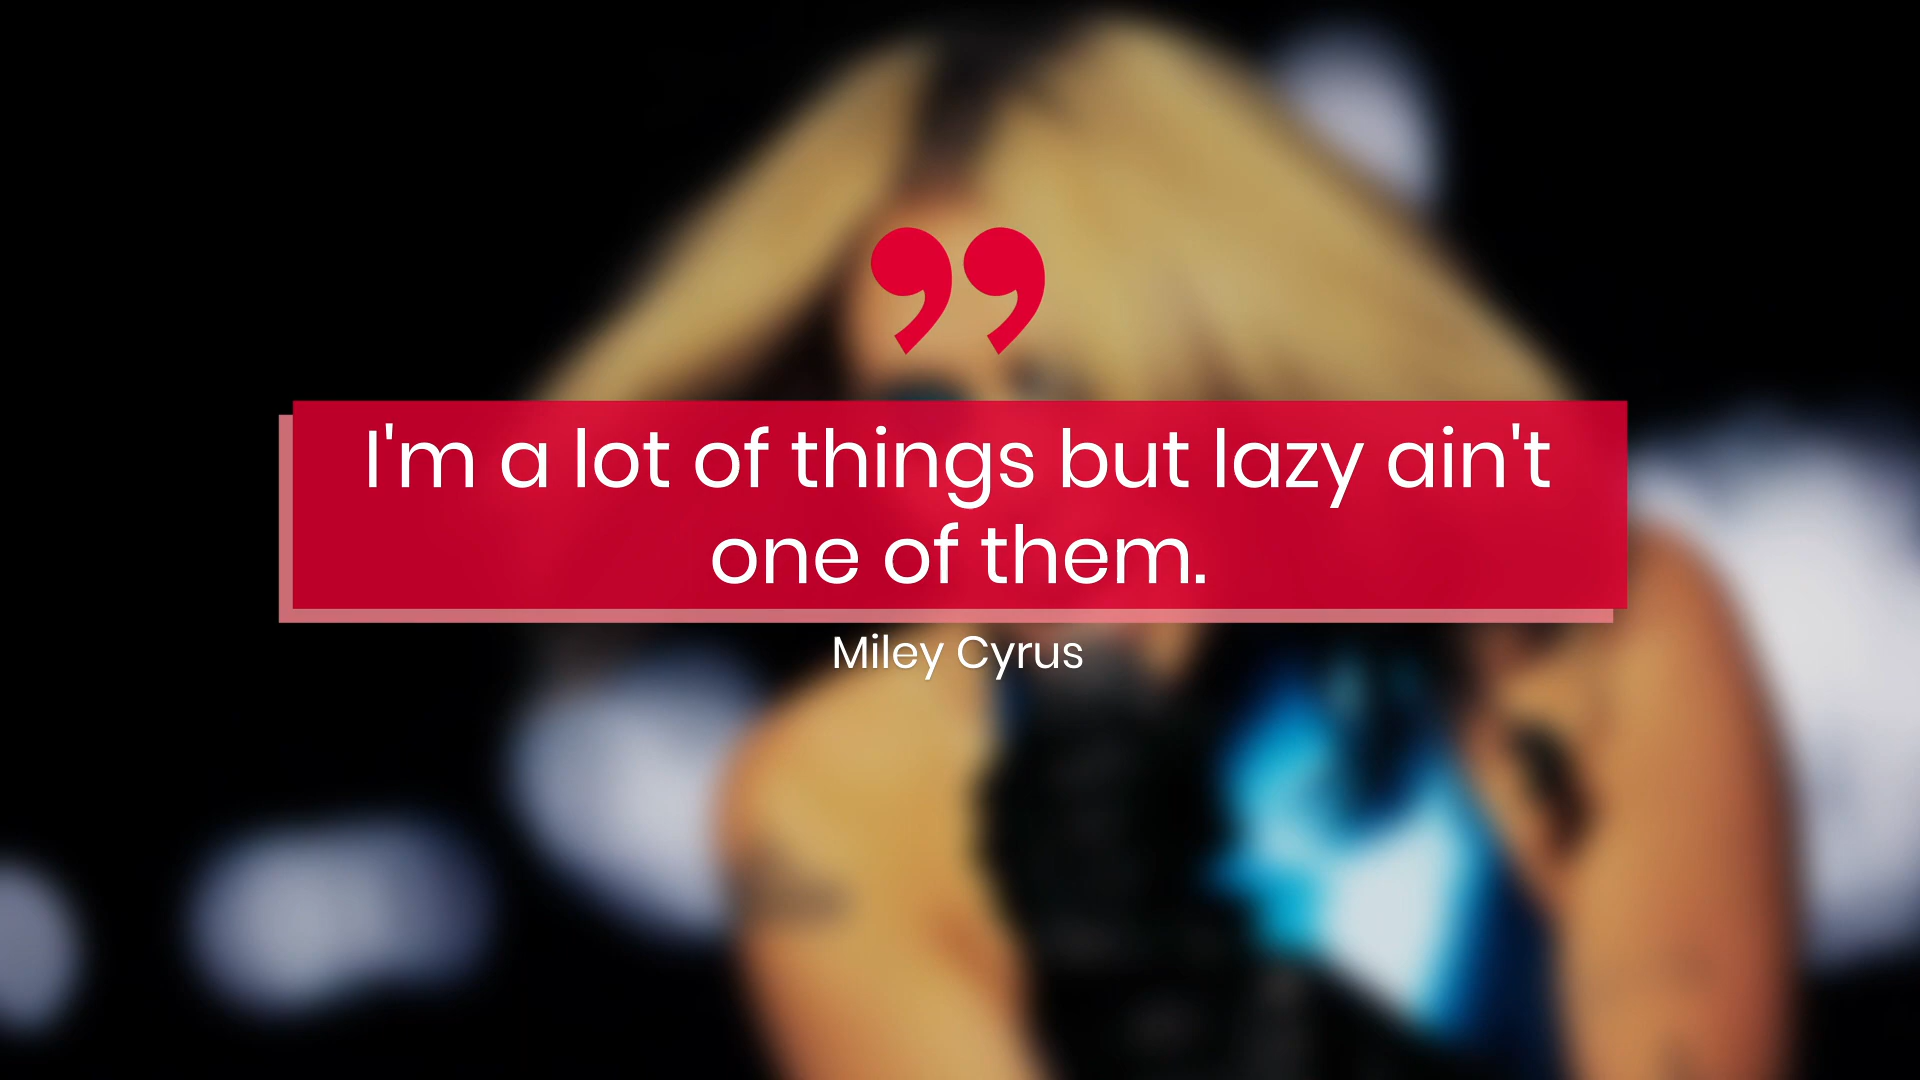 ”
I'm a lot of things but lazy ain't
one of them.
Miley Cyrus